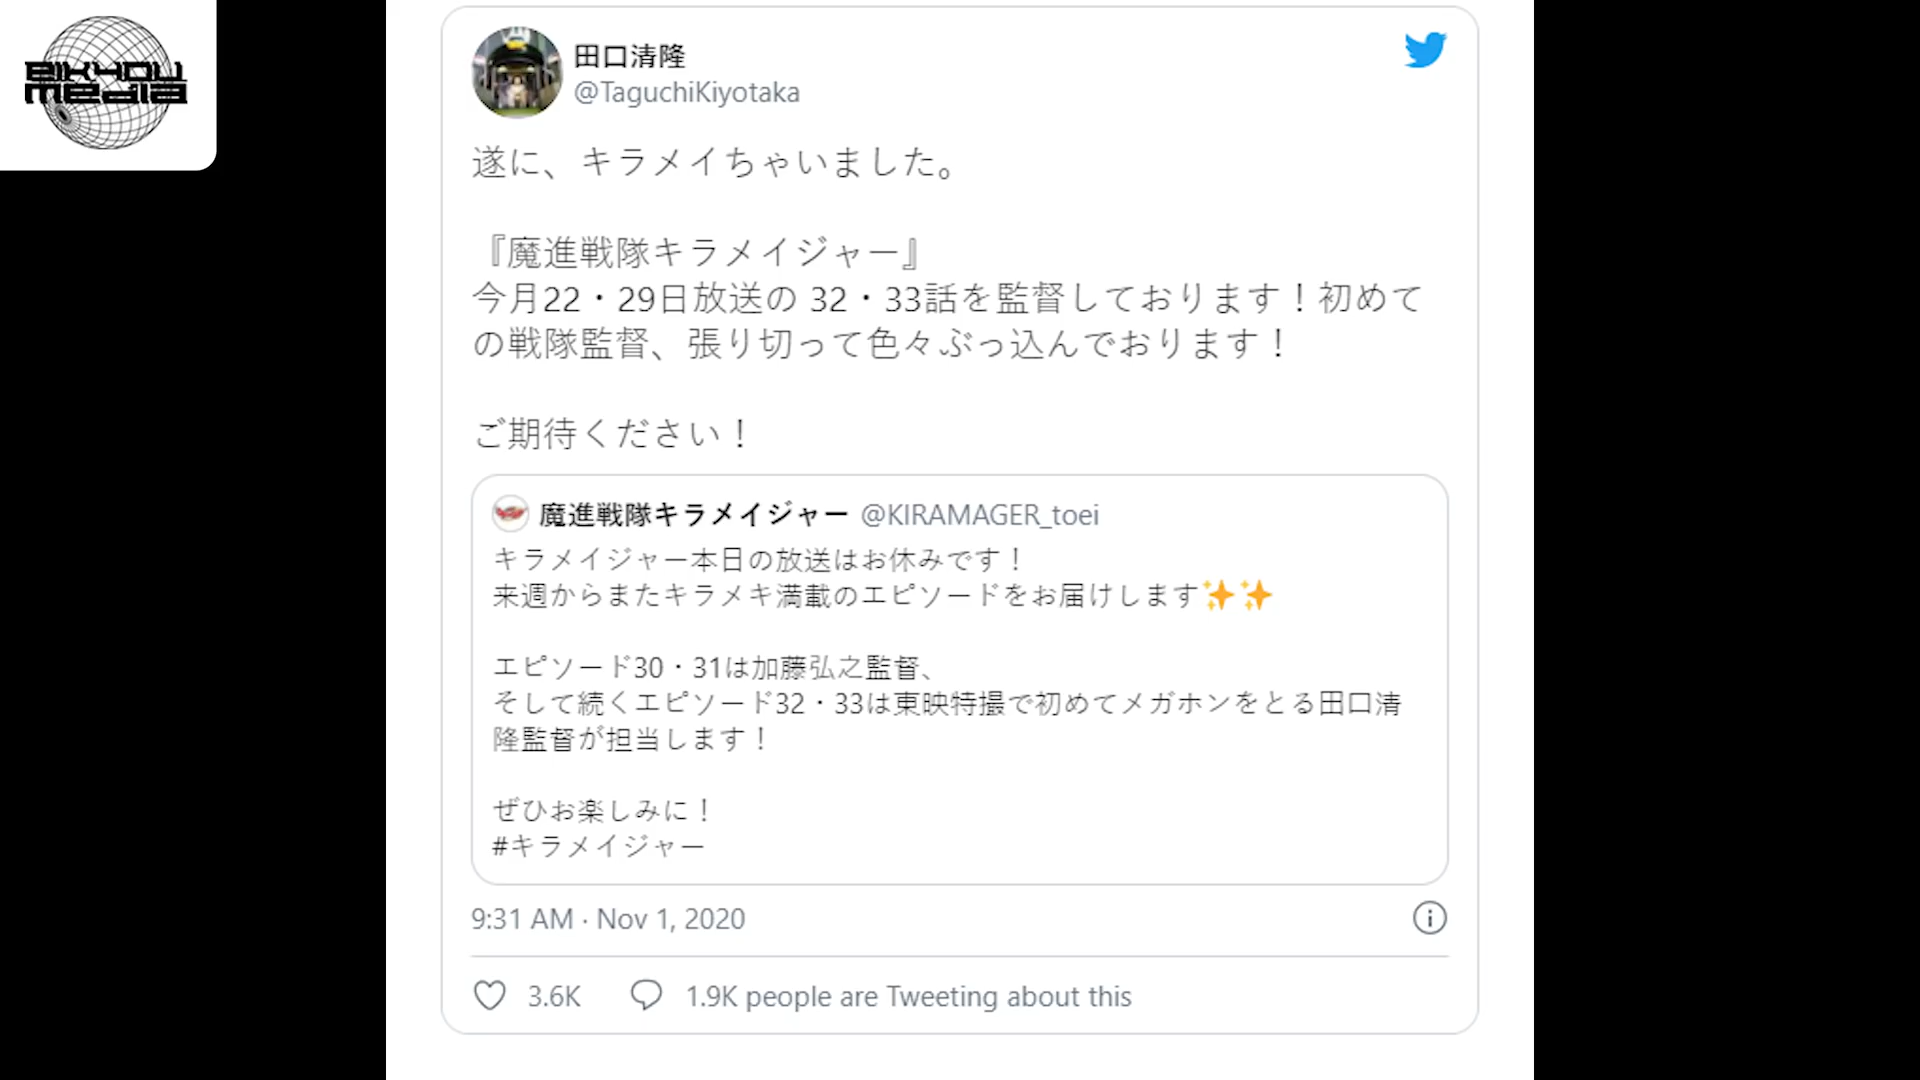 BIKYOU
media
田口清隆
@TaguchiKiyotaka
遂に、キラメイちゃいました。
『魔進戦隊キラメイジャー』
今月22・29日放送の 32・33話を監督しております！初めて
の戦隊監督、張り切って色々ぶっ込んでおります！
ご期待ください！
魔進戦隊キラメイジャー @KIRAMAGER_toei
キラメイジャー本日の放送はお休みです！
来週からまたキラメキ満載のエピソードをお届けします✨✨
エピソード30・31は加藤弘之監督、
そして続くエピソード32・33は東映特撮で初めてメガホンをとる田口清
隆監督が担当します！
ぜひお楽しみに！
#キラメイジャー
9:31 AM · Nov 1, 2020
3.6K 1.9K people are Tweeting about this